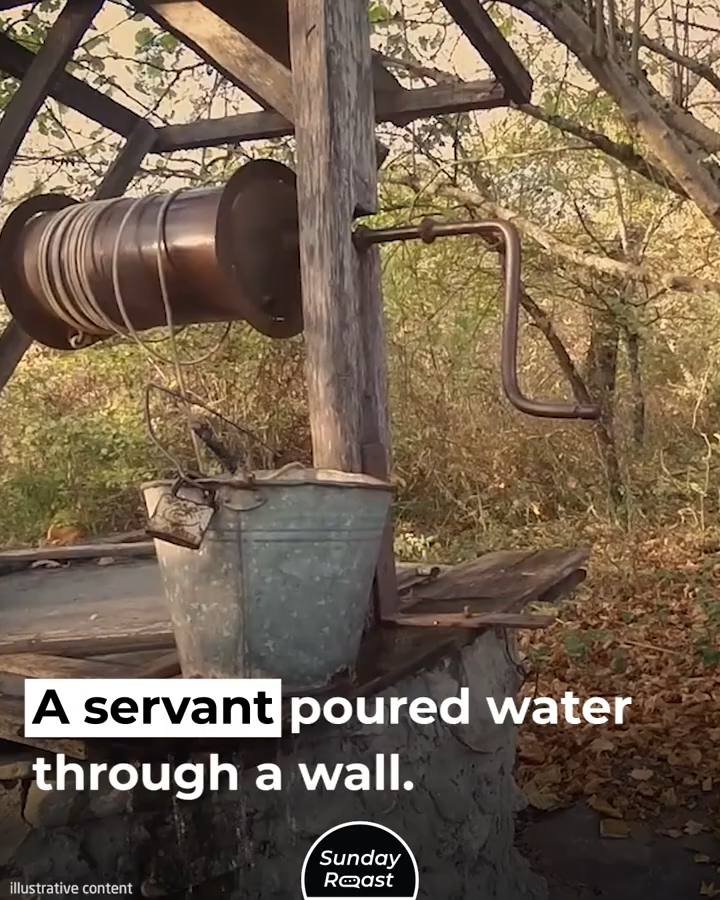 A servant poured water
through a wall.
Sunday
Roast
illustrative content